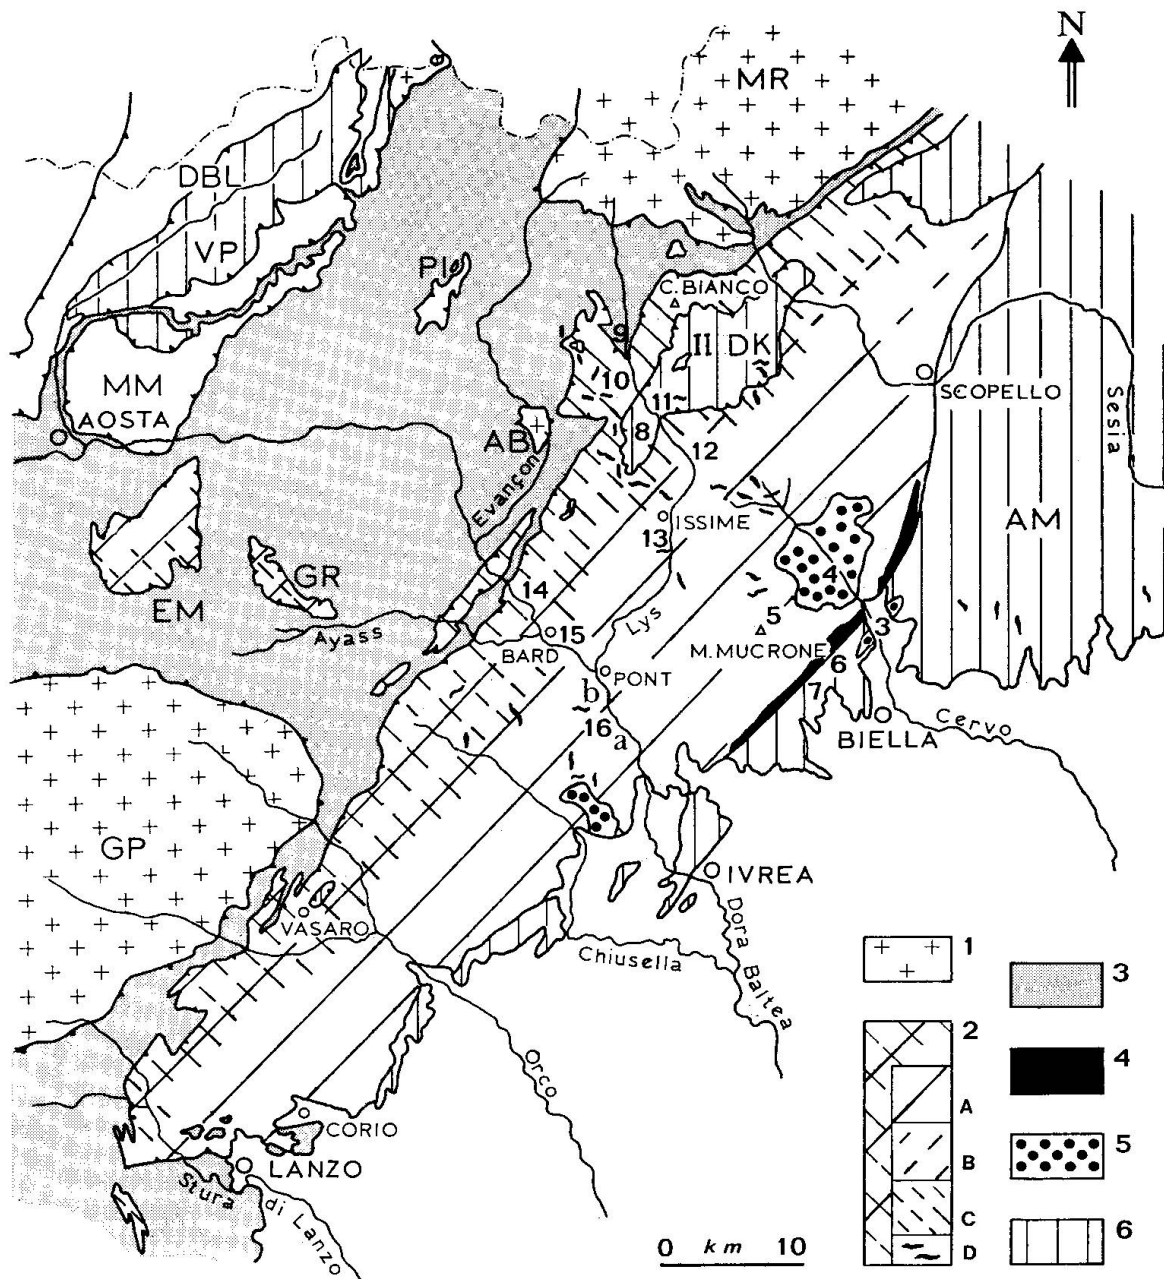 N
MR
DBL
VP
PI
C. BIANCO
II DK
1
9
10
11
8
MM
AOSTA
AB
Evançon
12
SCOPELLO
Sesia
AM
ISSIME
13
EM
GR
Ayass
14
15
BARD
Lys
4
5
M. MUCRONE
3
6
7
PONT
b
16
a
BIELLA
Cervo
GP
IVREA
VASARO
Chiusella
Dora
Baltea
Orco
CORIO
LANZO
Stura
di Lanzo
1
2
A
B
C
D
3
4
5
6
0 km 10